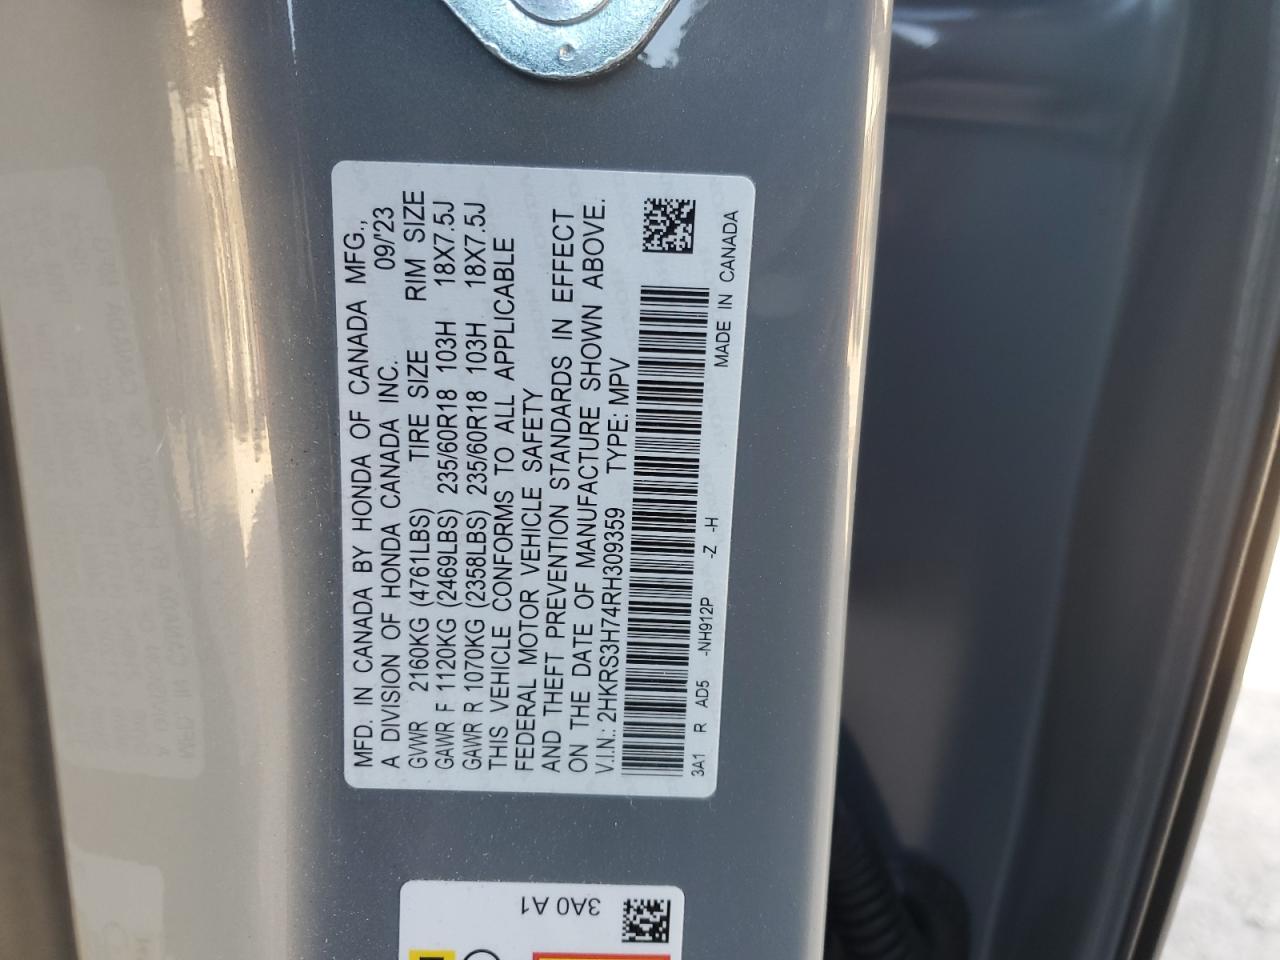 MFD. IN CANADA BY HONDA OF CANADA MFG.,
A DIVISION OF HONDA CANADA INC. 09/'23
GVWR 2160KG (4761LBS) TIRE SIZE RIM SIZE
GAWR F 1120KG (2469LBS) 235/60R18 103H 18X7.5J
GAWR R 1070KG (2358LBS) 235/60R18 103H 18X7.5J
THIS VEHICLE CONFORMS TO ALL APPLICABLE
FEDERAL MOTOR VEHICLE SAFETY
AND THEFT PREVENTION STANDARDS IN EFFECT
ON THE DATE OF MANUFACTURE SHOWN ABOVE.
V.I.N.: 2HKRS3H74RH309359 TYPE: MPV
3A1 R AD5 -NH912P -Z -H MADE IN CANADA
3A0 A1